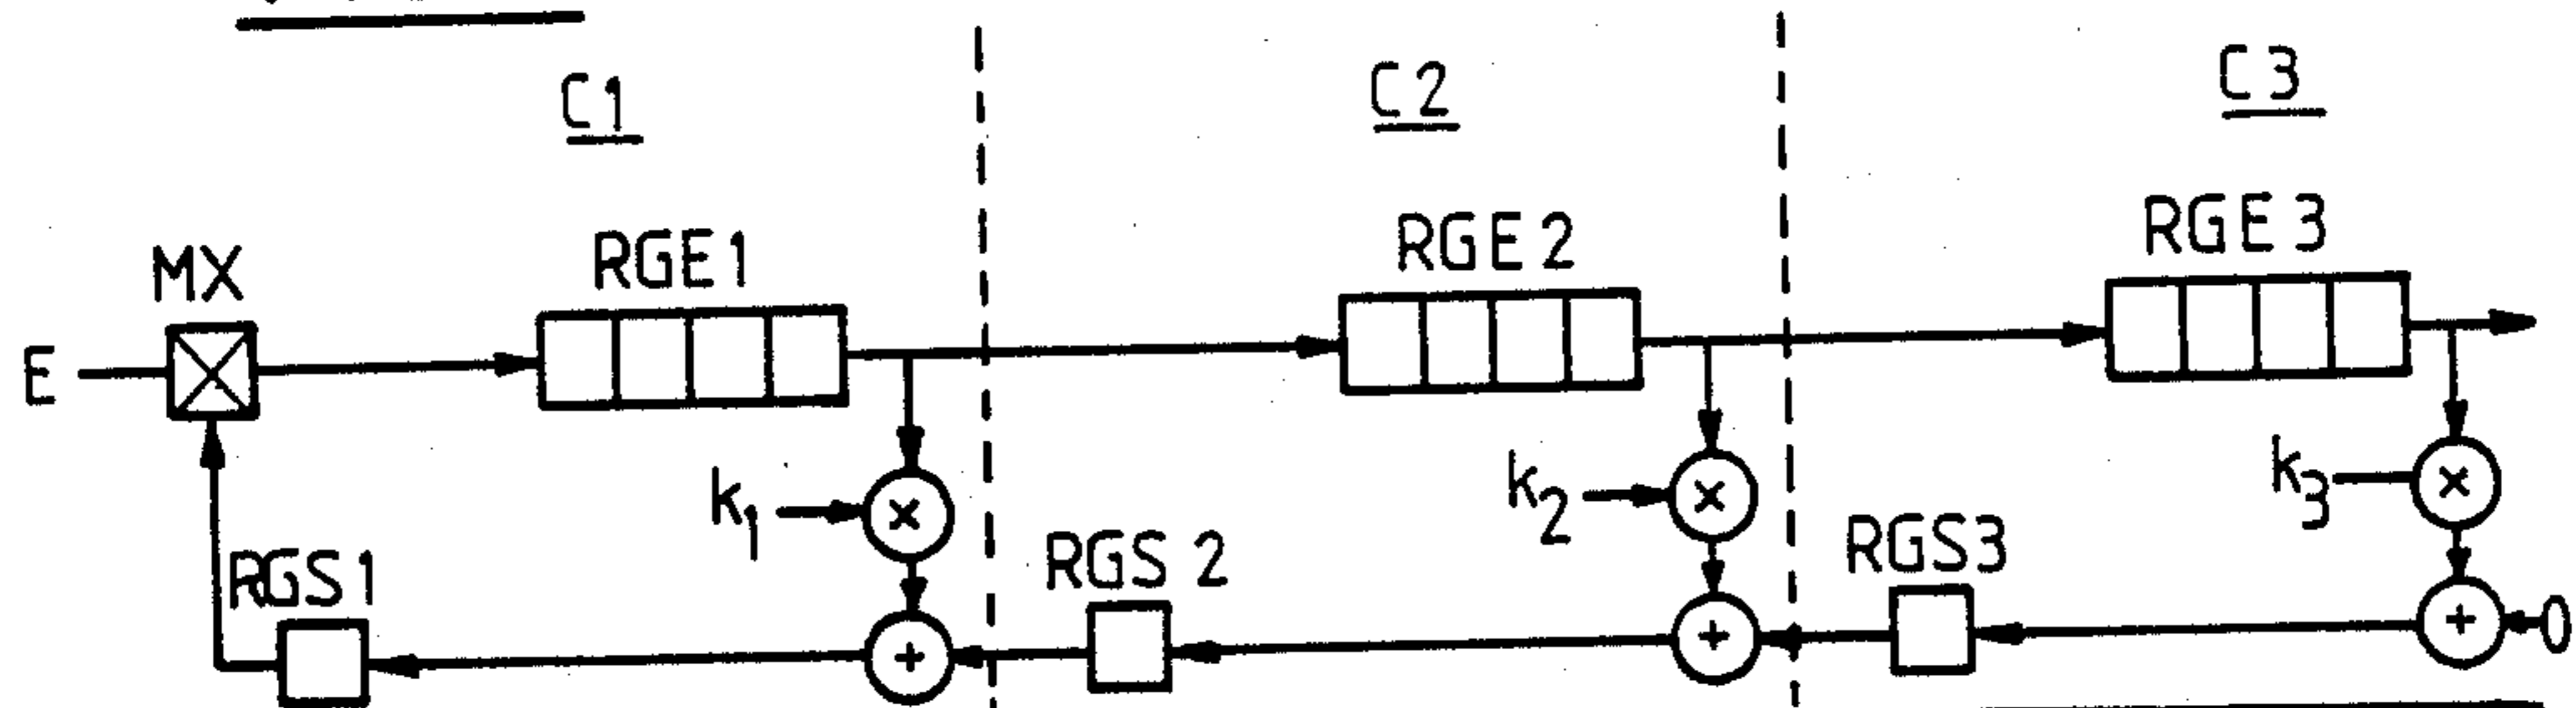 C1 C2 C3
MX RGE1 RGE2 RGE3
E
k1 k2 k3
RGS1 RGS2 RGS3
× × ×
+ + + 0